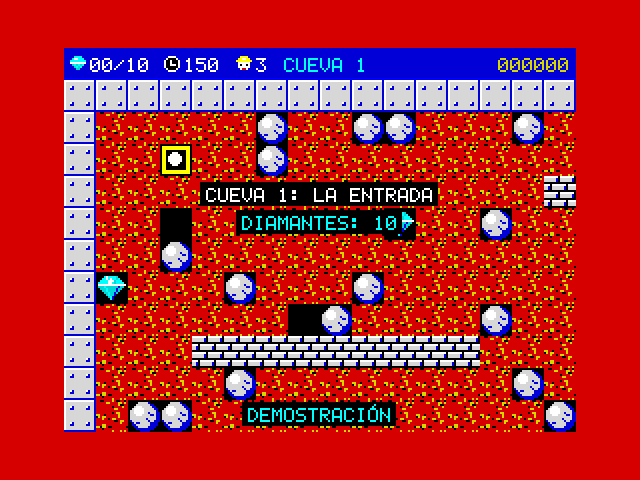 00/10 150 3 CUEVA 1 000000
CUEVA 1: LA ENTRADA
DIAMANTES: 10
DEMOSTRACIÓN